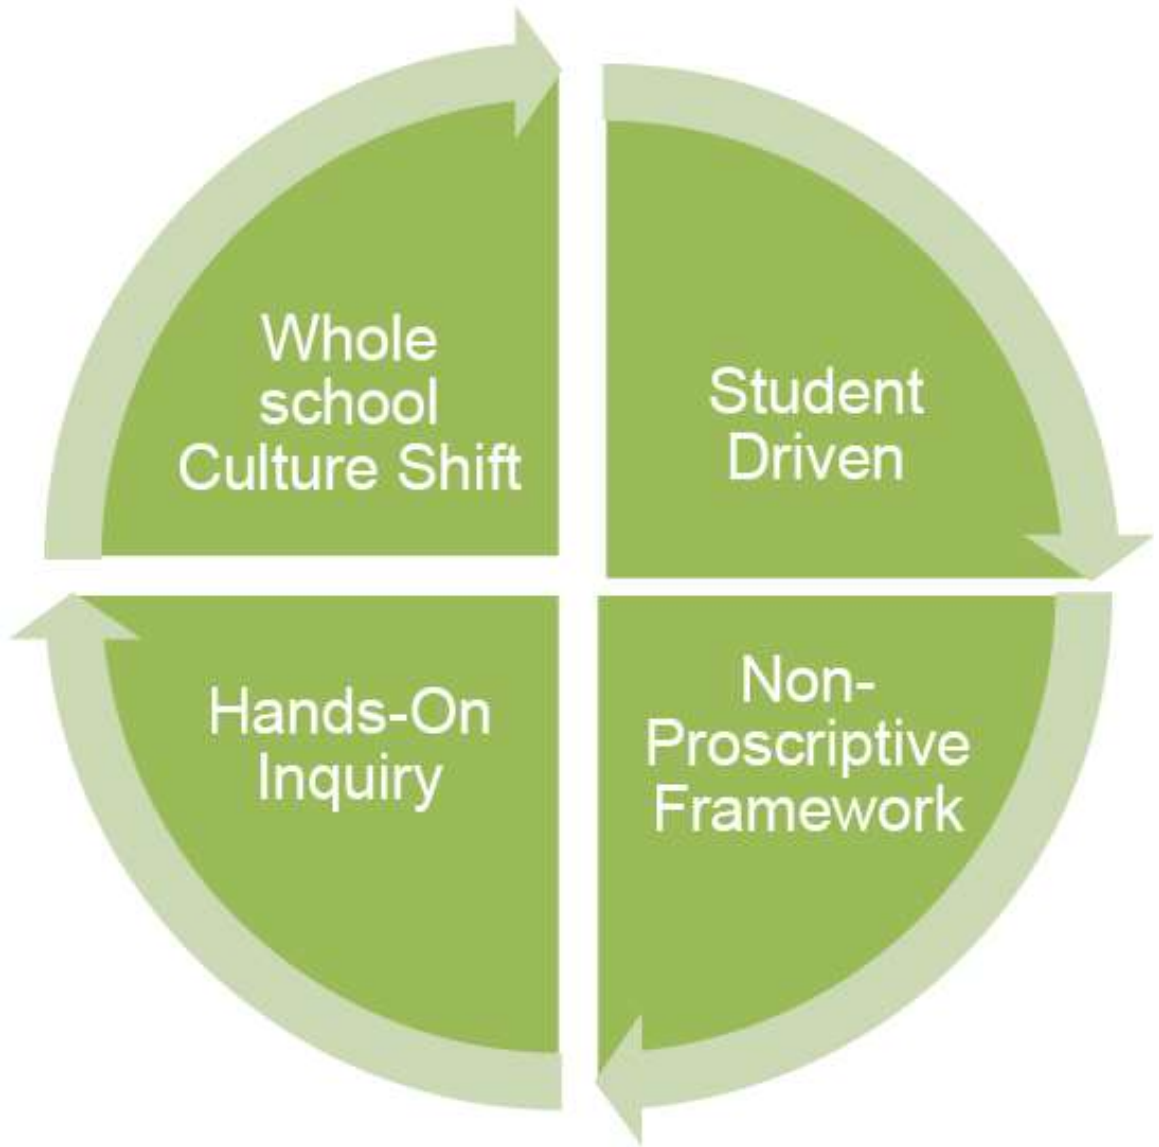 Whole
school
Culture Shift
Student
Driven
Non-
Proscriptive
Framework
Hands-On
Inquiry